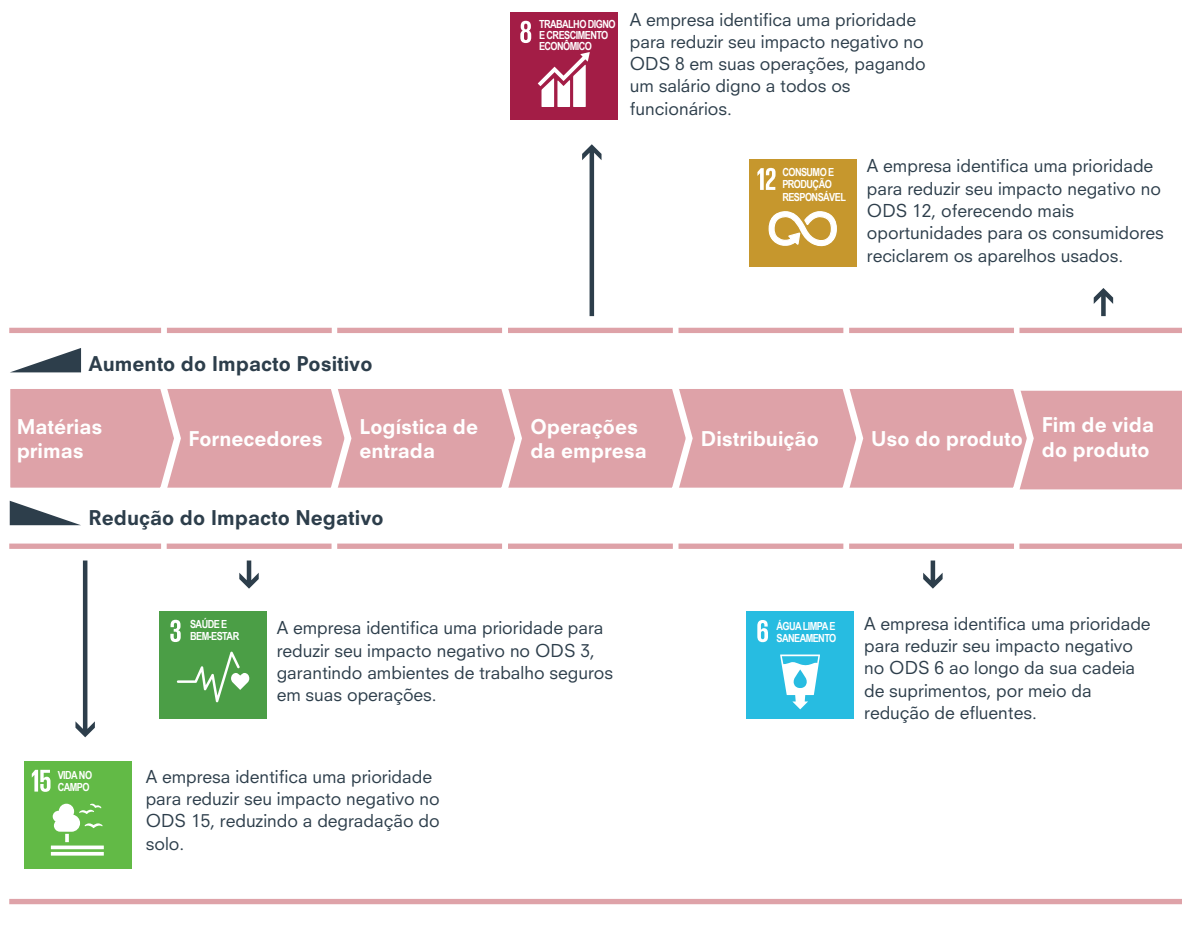 8 TRABALHO DIGNO
E CRESCIMENTO
ECONÔMICO
A empresa identifica uma prioridade
para reduzir seu impacto negativo no
ODS 8 em suas operações, pagando
um salário digno a todos os
funcionários.
12 CONSUMO E
PRODUÇÃO
RESPONSÁVEL
A empresa identifica uma prioridade
para reduzir seu impacto negativo no
ODS 12, oferecendo mais
oportunidades para os consumidores
reciclarem os aparelhos usados.
Aumento do Impacto Positivo
Matérias
primas
Fornecedores
Logística de
entrada
Operações
da empresa
Distribuição
Uso do produto
Fim de vida
do produto
Redução do Impacto Negativo
3 SAÚDE E
BEM-ESTAR
A empresa identifica uma prioridade para
reduzir seu impacto negativo no ODS 3,
garantindo ambientes de trabalho seguros
em suas operações.
6 ÁGUA LIMPA E
SANEAMENTO
A empresa identifica uma prioridade
para reduzir seu impacto negativo
no ODS 6 ao longo da sua cadeia
de suprimentos, por meio da
redução de efluentes.
15 VIDA NO
CAMPO
A empresa identifica uma prioridade
para reduzir seu impacto negativo no
ODS 15, reduzindo a degradação do
solo.